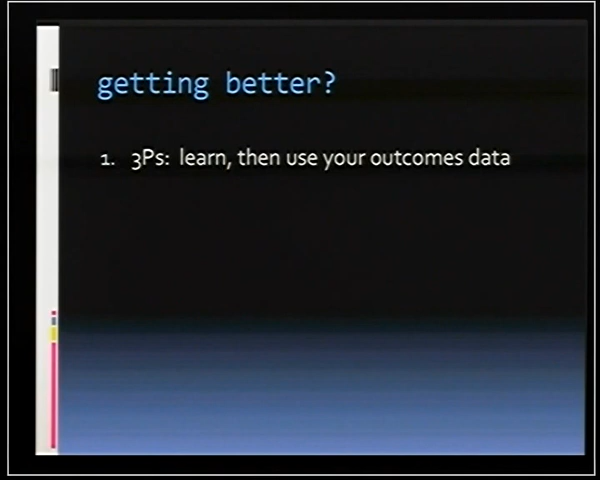 getting better?
1. 3Ps: learn, then use your outcomes data